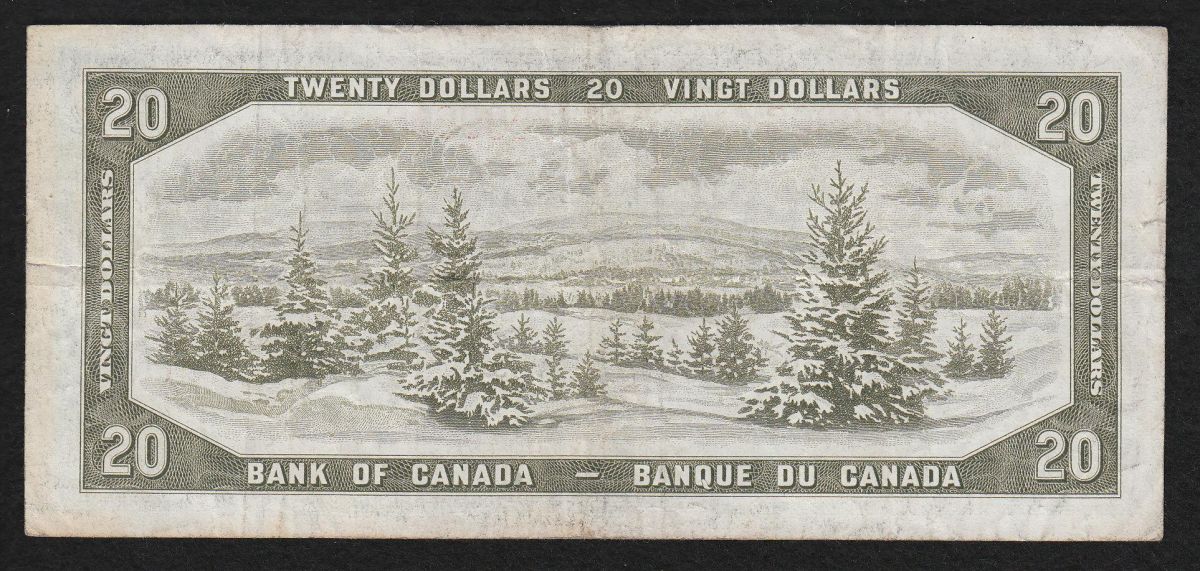 TWENTY DOLLARS 20 VINGT DOLLARS
20
20
VINGT DOLLARS
TWENTY DOLLARS
20
20
BANK OF CANADA — BANQUE DU CANADA